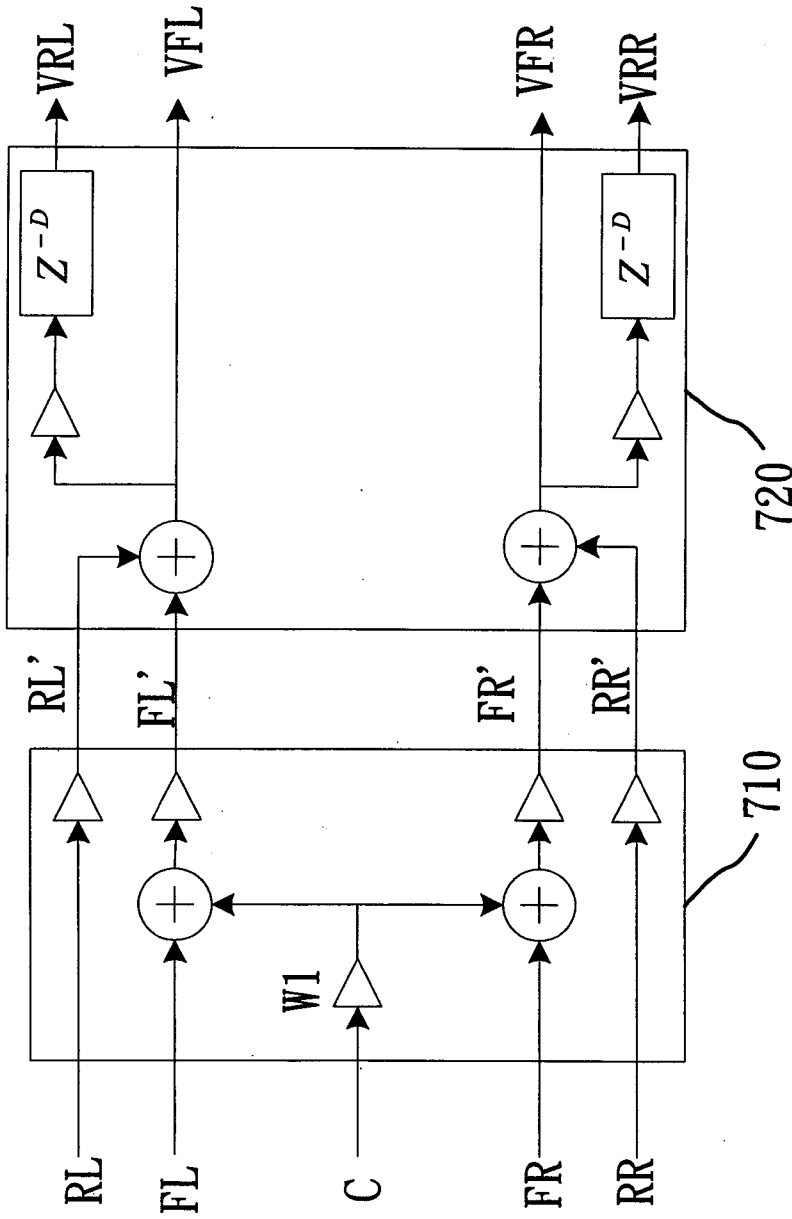 VRL
VFL
VFR
VRR
Z^{-D}
Z^{-D}
720
RL'
FL'
FR'
RR'
710
W1
RL
FL
C
FR
RR